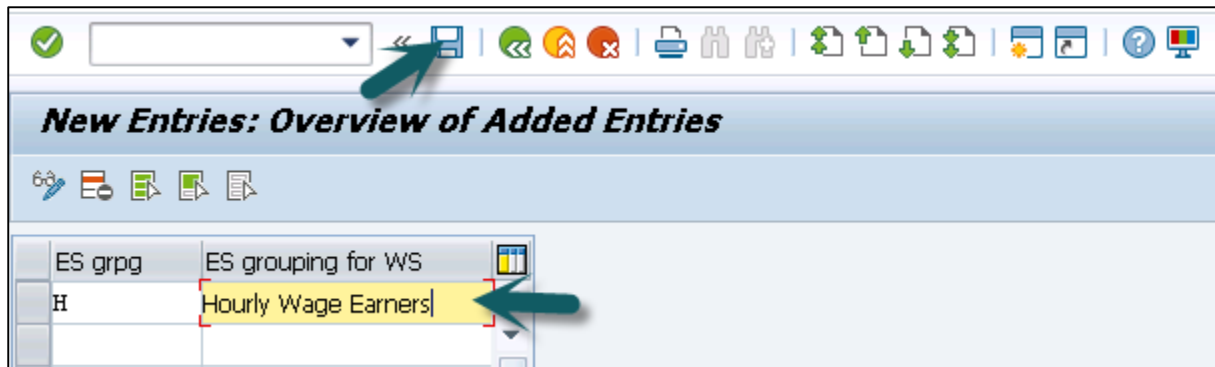 New Entries: Overview of Added Entries
ES grpg ES grouping for WS
H Hourly Wage Earners